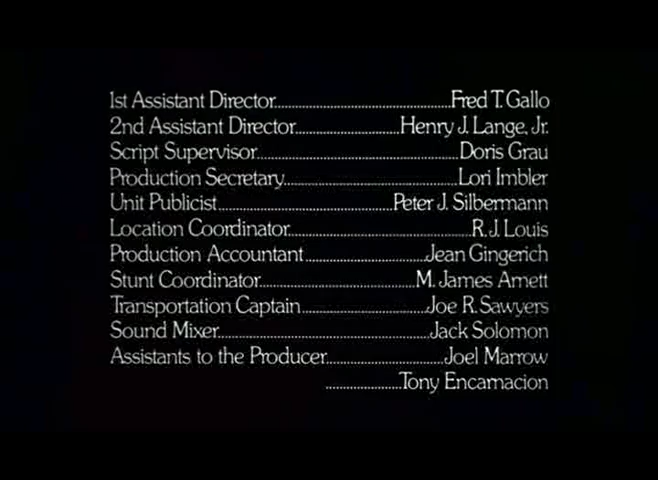 1st Assistant Director..............................................Fred T. Gallo
2nd Assistant Director...........................Henry J. Lange, Jr.
Script Supervisor.....................................................Doris Grau
Production Secretary..............................................Lori Imbler
Unit Publicist..............................................Peter J. Silbermann
Location Coordinator................................................R. J. Louis
Production Accountant................................Jean Gingerich
Stunt Coordinator.........................................M. James Arnett
Transportation Captain.................................Joe R. Sawyers
Sound Mixer.......................................................Jack Solomon
Assistants to the Producer...............................Joel Marrow
....................Tony Encarnacion